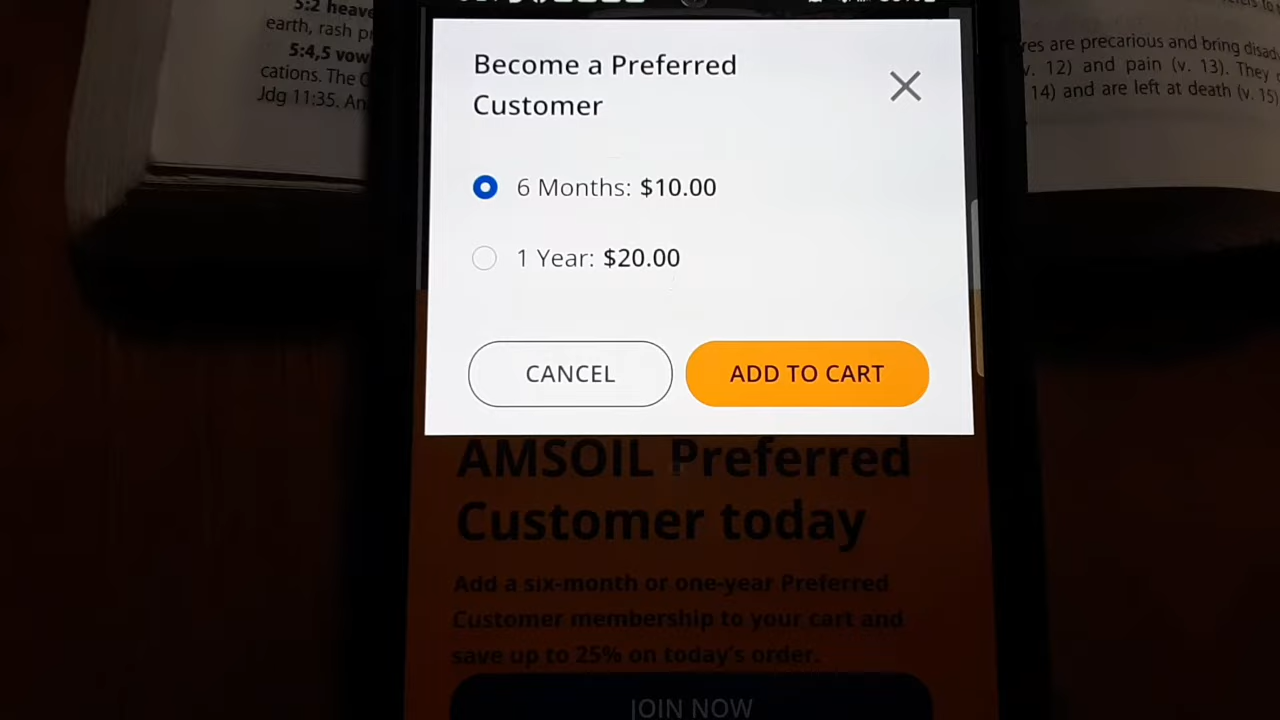 5:2 heave
earth, rash p
5:4,5 vow
cations. The
Jdg 11:35. An
res are precarious and bring disad
v. 12) and pain (v. 13). They
14) and are left at death (v. 15)
Become a Preferred
Customer
6 Months: $10.00
1 Year: $20.00
CANCEL
ADD TO CART
AMSOIL Preferred
Customer today
Add a six-month or one-year Preferred
Customer membership to your cart and
save up to 25% on today's order.
JOIN NOW